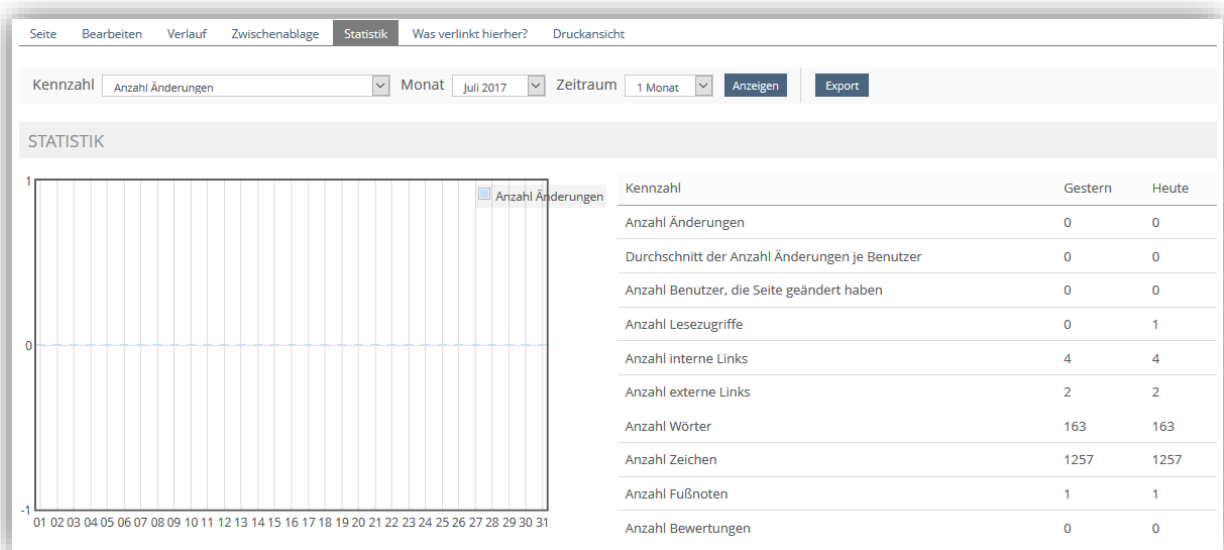 Seite Bearbeiten Verlauf Zwischenablage Statistik Was verlinkt hierher? Druckansicht
Kennzahl Anzahl Änderungen Monat Juli 2017 Zeitraum 1 Monat Anzeigen Export
STATISTIK
1
Anzahl Änderungen
0
-1
01 02 03 04 05 06 07 08 09 10 11 12 13 14 15 16 17 18 19 20 21 22 23 24 25 26 27 28 29 30 31
Kennzahl Gestern Heute
Anzahl Änderungen 0 0
Durchschnitt der Anzahl Änderungen je Benutzer 0 0
Anzahl Benutzer, die Seite geändert haben 0 0
Anzahl Lesezugriffe 0 1
Anzahl interne Links 4 4
Anzahl externe Links 2 2
Anzahl Wörter 163 163
Anzahl Zeichen 1257 1257
Anzahl Fußnoten 1 1
Anzahl Bewertungen 0 0